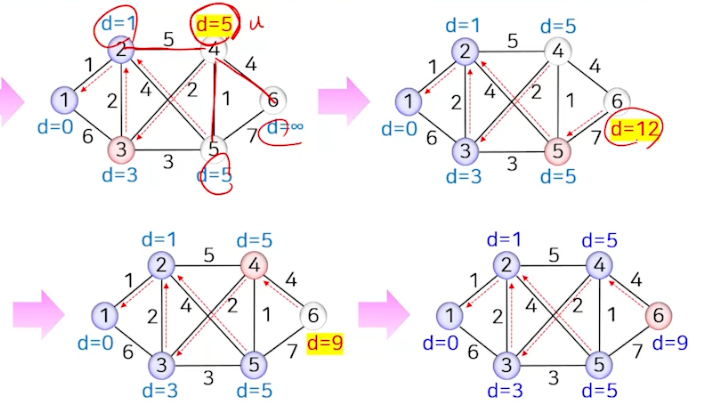 d=1 d=5 u
5
1 2 4 4
1 2 4 2 1 6
d=0 6 7 d=∞
3 3 5
d=3 d=5
d=1 d=5
5
1 2 4 4
1 2 4 2 1 6
d=0 6 7 d=12
3 3 5
d=3 d=5
d=1 d=5
5
1 2 4 4
1 2 4 2 1 6
d=0 6 7 d=9
3 3 5
d=3 d=5
d=1 d=5
5
1 2 4 4
1 2 4 2 1 6
d=0 6 7 d=9
3 3 5
d=3 d=5